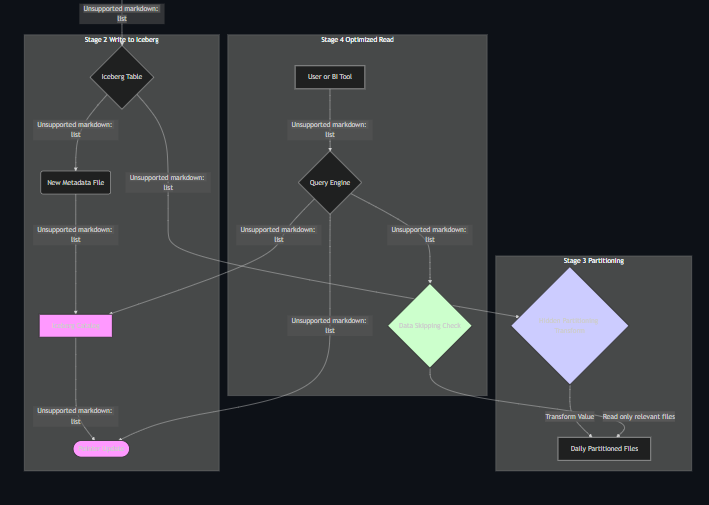 Unsupported markdown:
list
Stage 2 Write to Iceberg
Iceberg Table
Unsupported markdown:
list
Unsupported markdown:
list
New Metadata File
Unsupported markdown:
list
Unsupported markdown:
list
Stage 4 Optimized Read
User or BI Tool
Unsupported markdown:
list
Query Engine
Unsupported markdown:
list
Unsupported markdown:
list
Unsupported markdown:
list
Data Skipping Check
Stage 3 Partitioning
Transform Value
Read only relevant files
Daily Partitioned Files